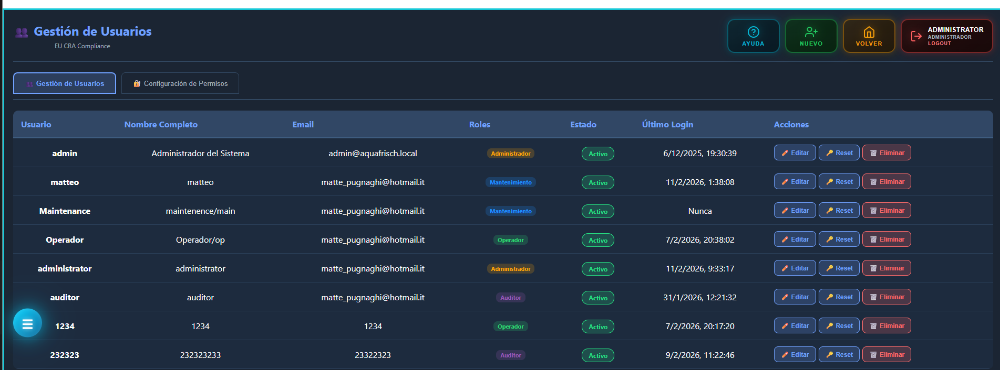 Gestión de Usuarios
EU CRA Compliance
AYUDA
NUEVO
VOLVER
ADMINISTRATOR
ADMINISTRADOR
LOGOUT
Gestión de Usuarios
Configuración de Permisos
Usuario Nombre Completo Email Roles Estado Último Login Acciones
admin Administrador del Sistema admin@aquafrisch.local Administrador Activo 6/12/2025, 19:30:39 Editar Reset Eliminar
matteo matteo matte_pugnaghi@hotmail.it Mantenimiento Activo 11/2/2026, 1:38:08 Editar Reset Eliminar
Maintenance maintenence/main matte_pugnaghi@hotmail.it Mantenimiento Activo Nunca Editar Reset Eliminar
Operador Operador/op matte_pugnaghi@hotmail.it Operador Activo 7/2/2026, 20:38:02 Editar Reset Eliminar
administrator administrator matte_pugnaghi@hotmail.it Administrador Activo 11/2/2026, 9:33:17 Editar Reset Eliminar
auditor auditor matte_pugnaghi@hotmail.it Auditor Activo 31/1/2026, 12:21:32 Editar Reset Eliminar
1234 1234 1234 Operador Activo 7/2/2026, 20:17:20 Editar Reset Eliminar
232323 232323233 23322323 Auditor Activo 9/2/2026, 11:22:46 Editar Reset Eliminar